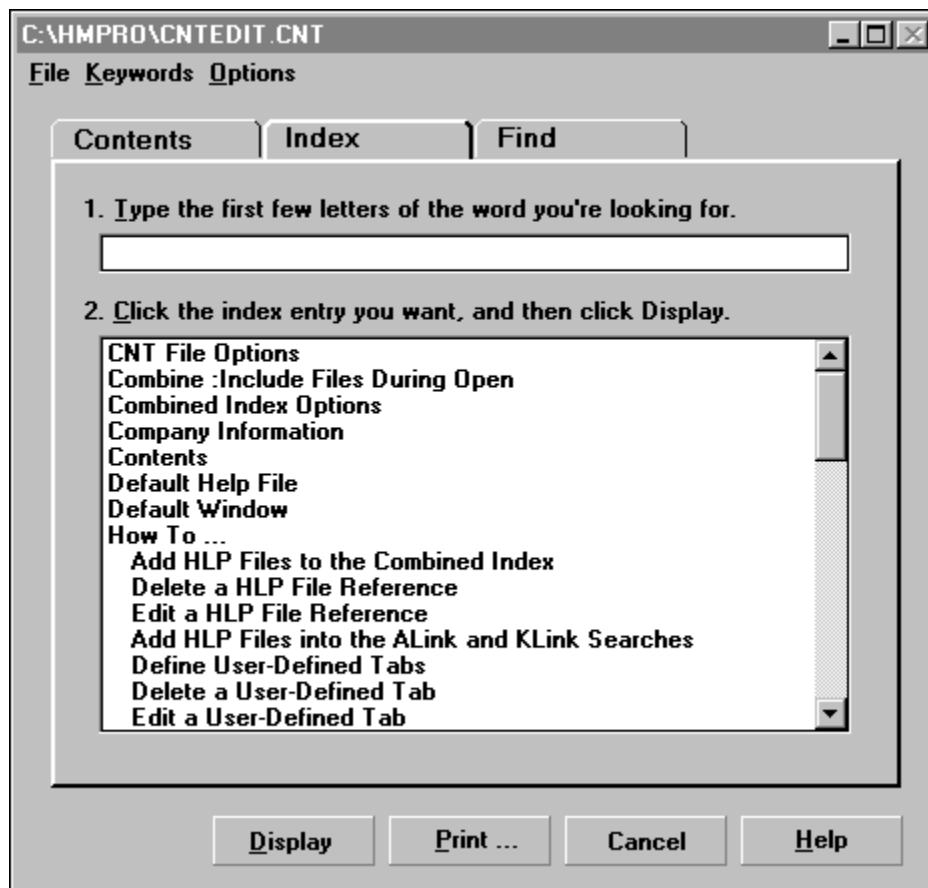 C:\HMPRO\CNTEDIT.CNT
File Keywords Options
Contents Index Find
1. Type the first few letters of the word you're looking for.
2. Click the index entry you want, and then click Display.
CNT File Options
Combine :Include Files During Open
Combined Index Options
Company Information
Contents
Default Help File
Default Window
How To ...
Add HLP Files to the Combined Index
Delete a HLP File Reference
Edit a HLP File Reference
Add HLP Files into the ALink and KLink Searches
Define User-Defined Tabs
Delete a User-Defined Tab
Edit a User-Defined Tab
Display Print ... Cancel Help